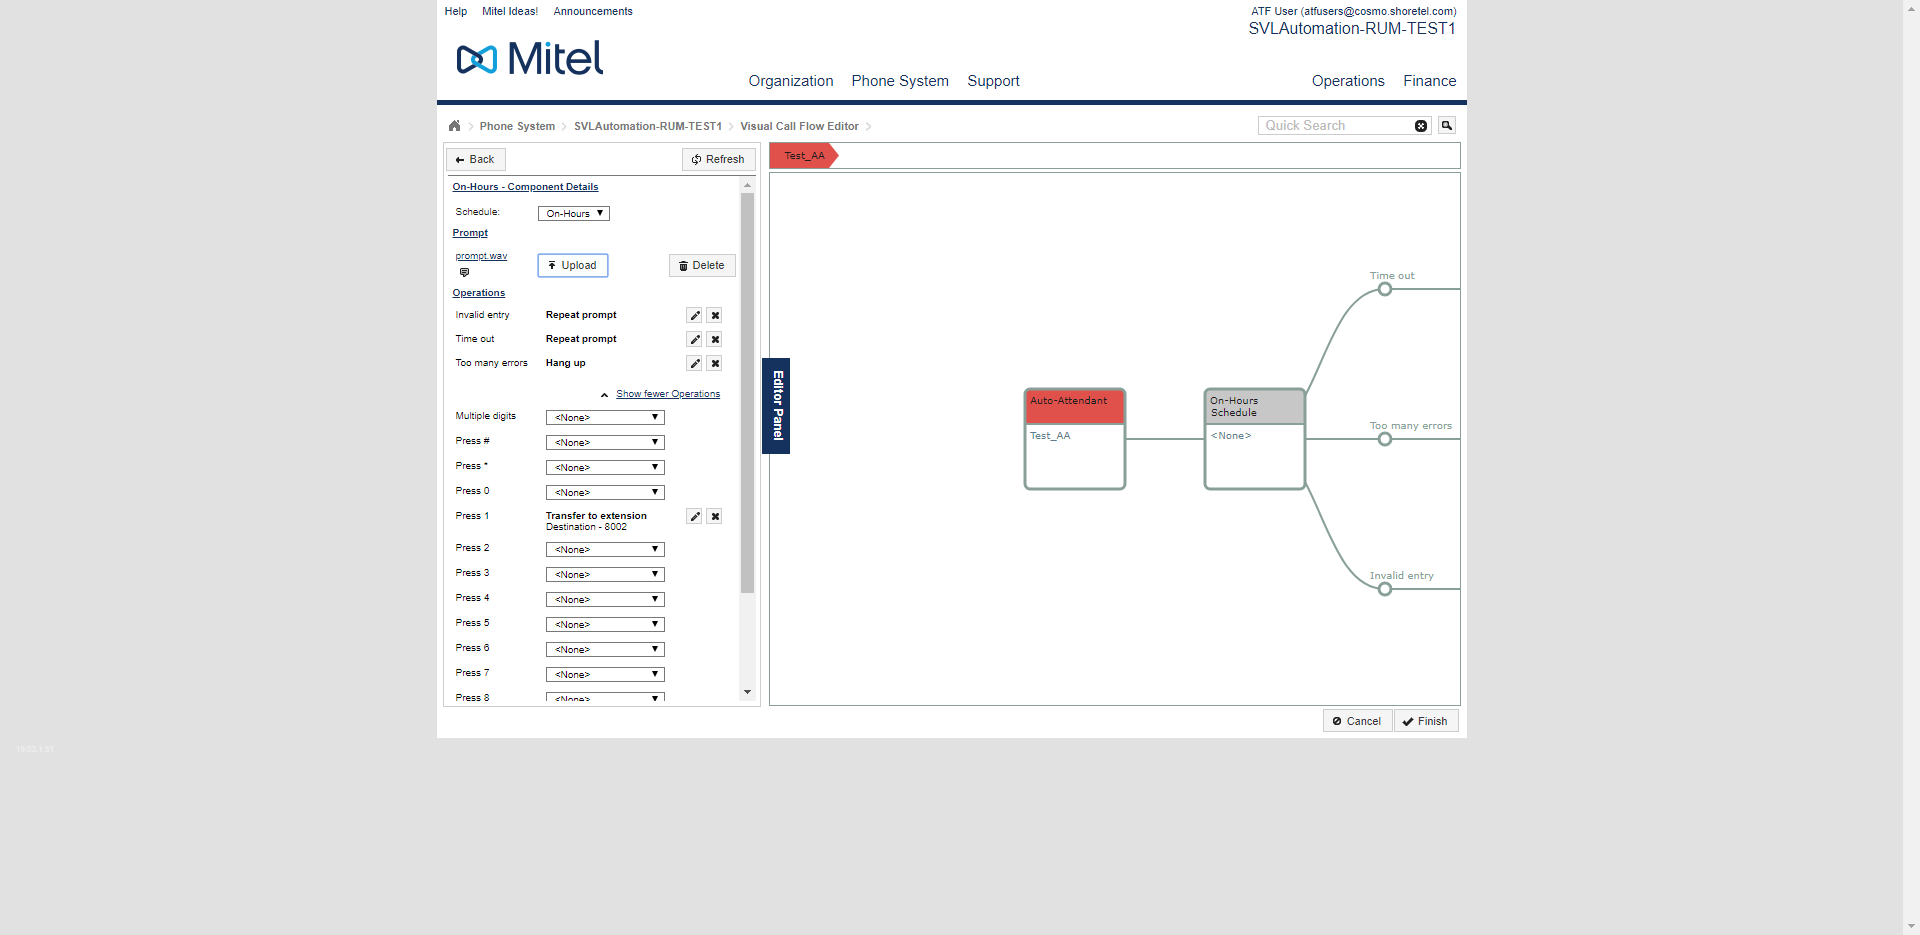 Help Mitel Ideas! Announcements
ATF User (atfusers@cosmo.shoretel.com)
SVLAutomation-RUM-TEST1
Mitel
Organization Phone System Support Operations Finance
Phone System SVLAutomation-RUM-TEST1 Visual Call Flow Editor
Quick Search
Back Refresh
Test_AA
On-Hours - Component Details
Schedule: On-Hours
Prompt
prompt.wav Upload Delete
Operations
Invalid entry Repeat prompt
Time out Repeat prompt
Too many errors Hang up
Show fewer Operations
Multiple digits <None>
Press # <None>
Press * <None>
Press 0 <None>
Press 1 Transfer to extension
Destination - 8002
Press 2 <None>
Press 3 <None>
Press 4 <None>
Press 5 <None>
Press 6 <None>
Press 7 <None>
Press 8 <None>
Editor Panel
Auto-Attendant
Test_AA
On-Hours
Schedule
<None>
Time out
Too many errors
Invalid entry
Cancel Finish